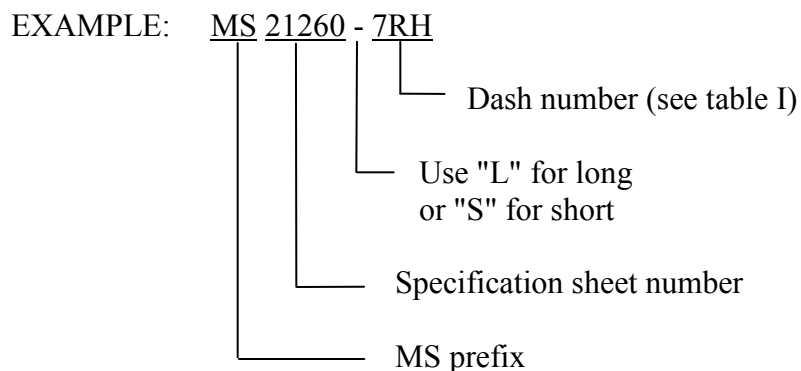 EXAMPLE: MS 21260 - 7RH
Dash number (see table I)
Use "L" for long
or "S" for short
Specification sheet number
MS prefix